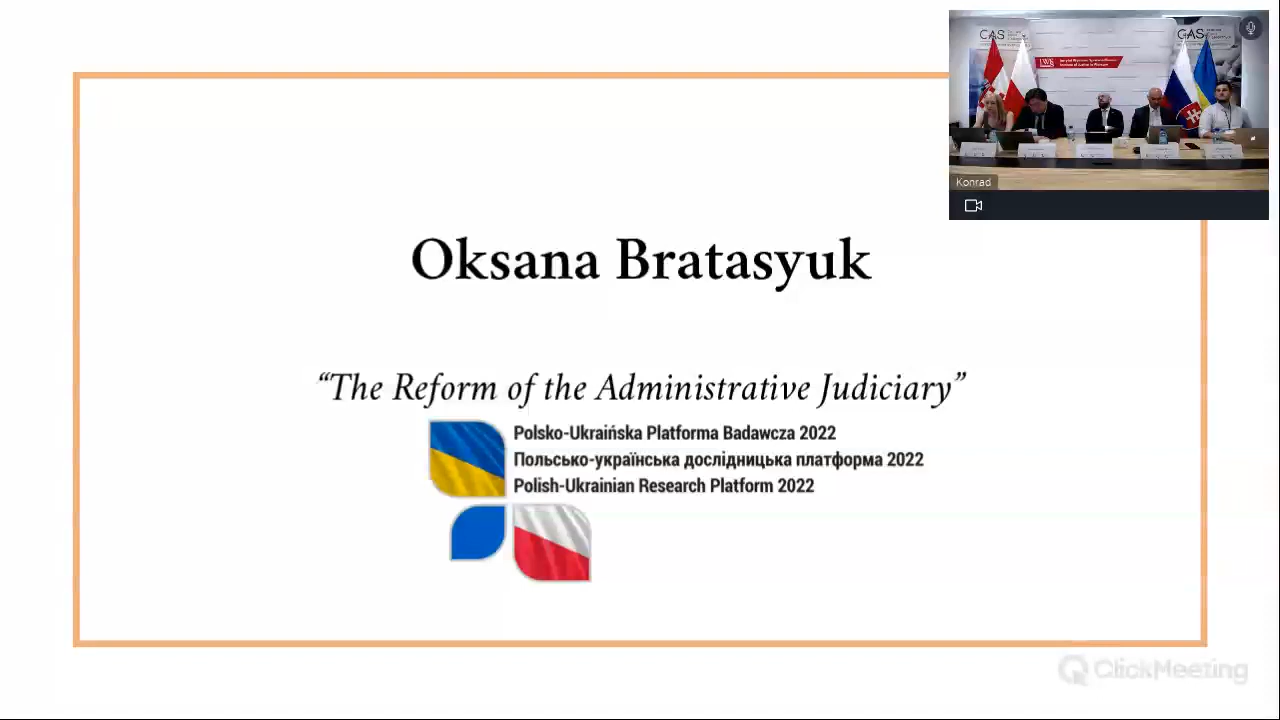 Oksana Bratasyuk
“The Reform of the Administrative Judiciary”
Polsko-Ukraińska Platforma Badawcza 2022
Польсько-українська дослідницька платформа 2022
Polish-Ukrainian Research Platform 2022
CAS
CAS
IWS
Konrad
ClickMeeting